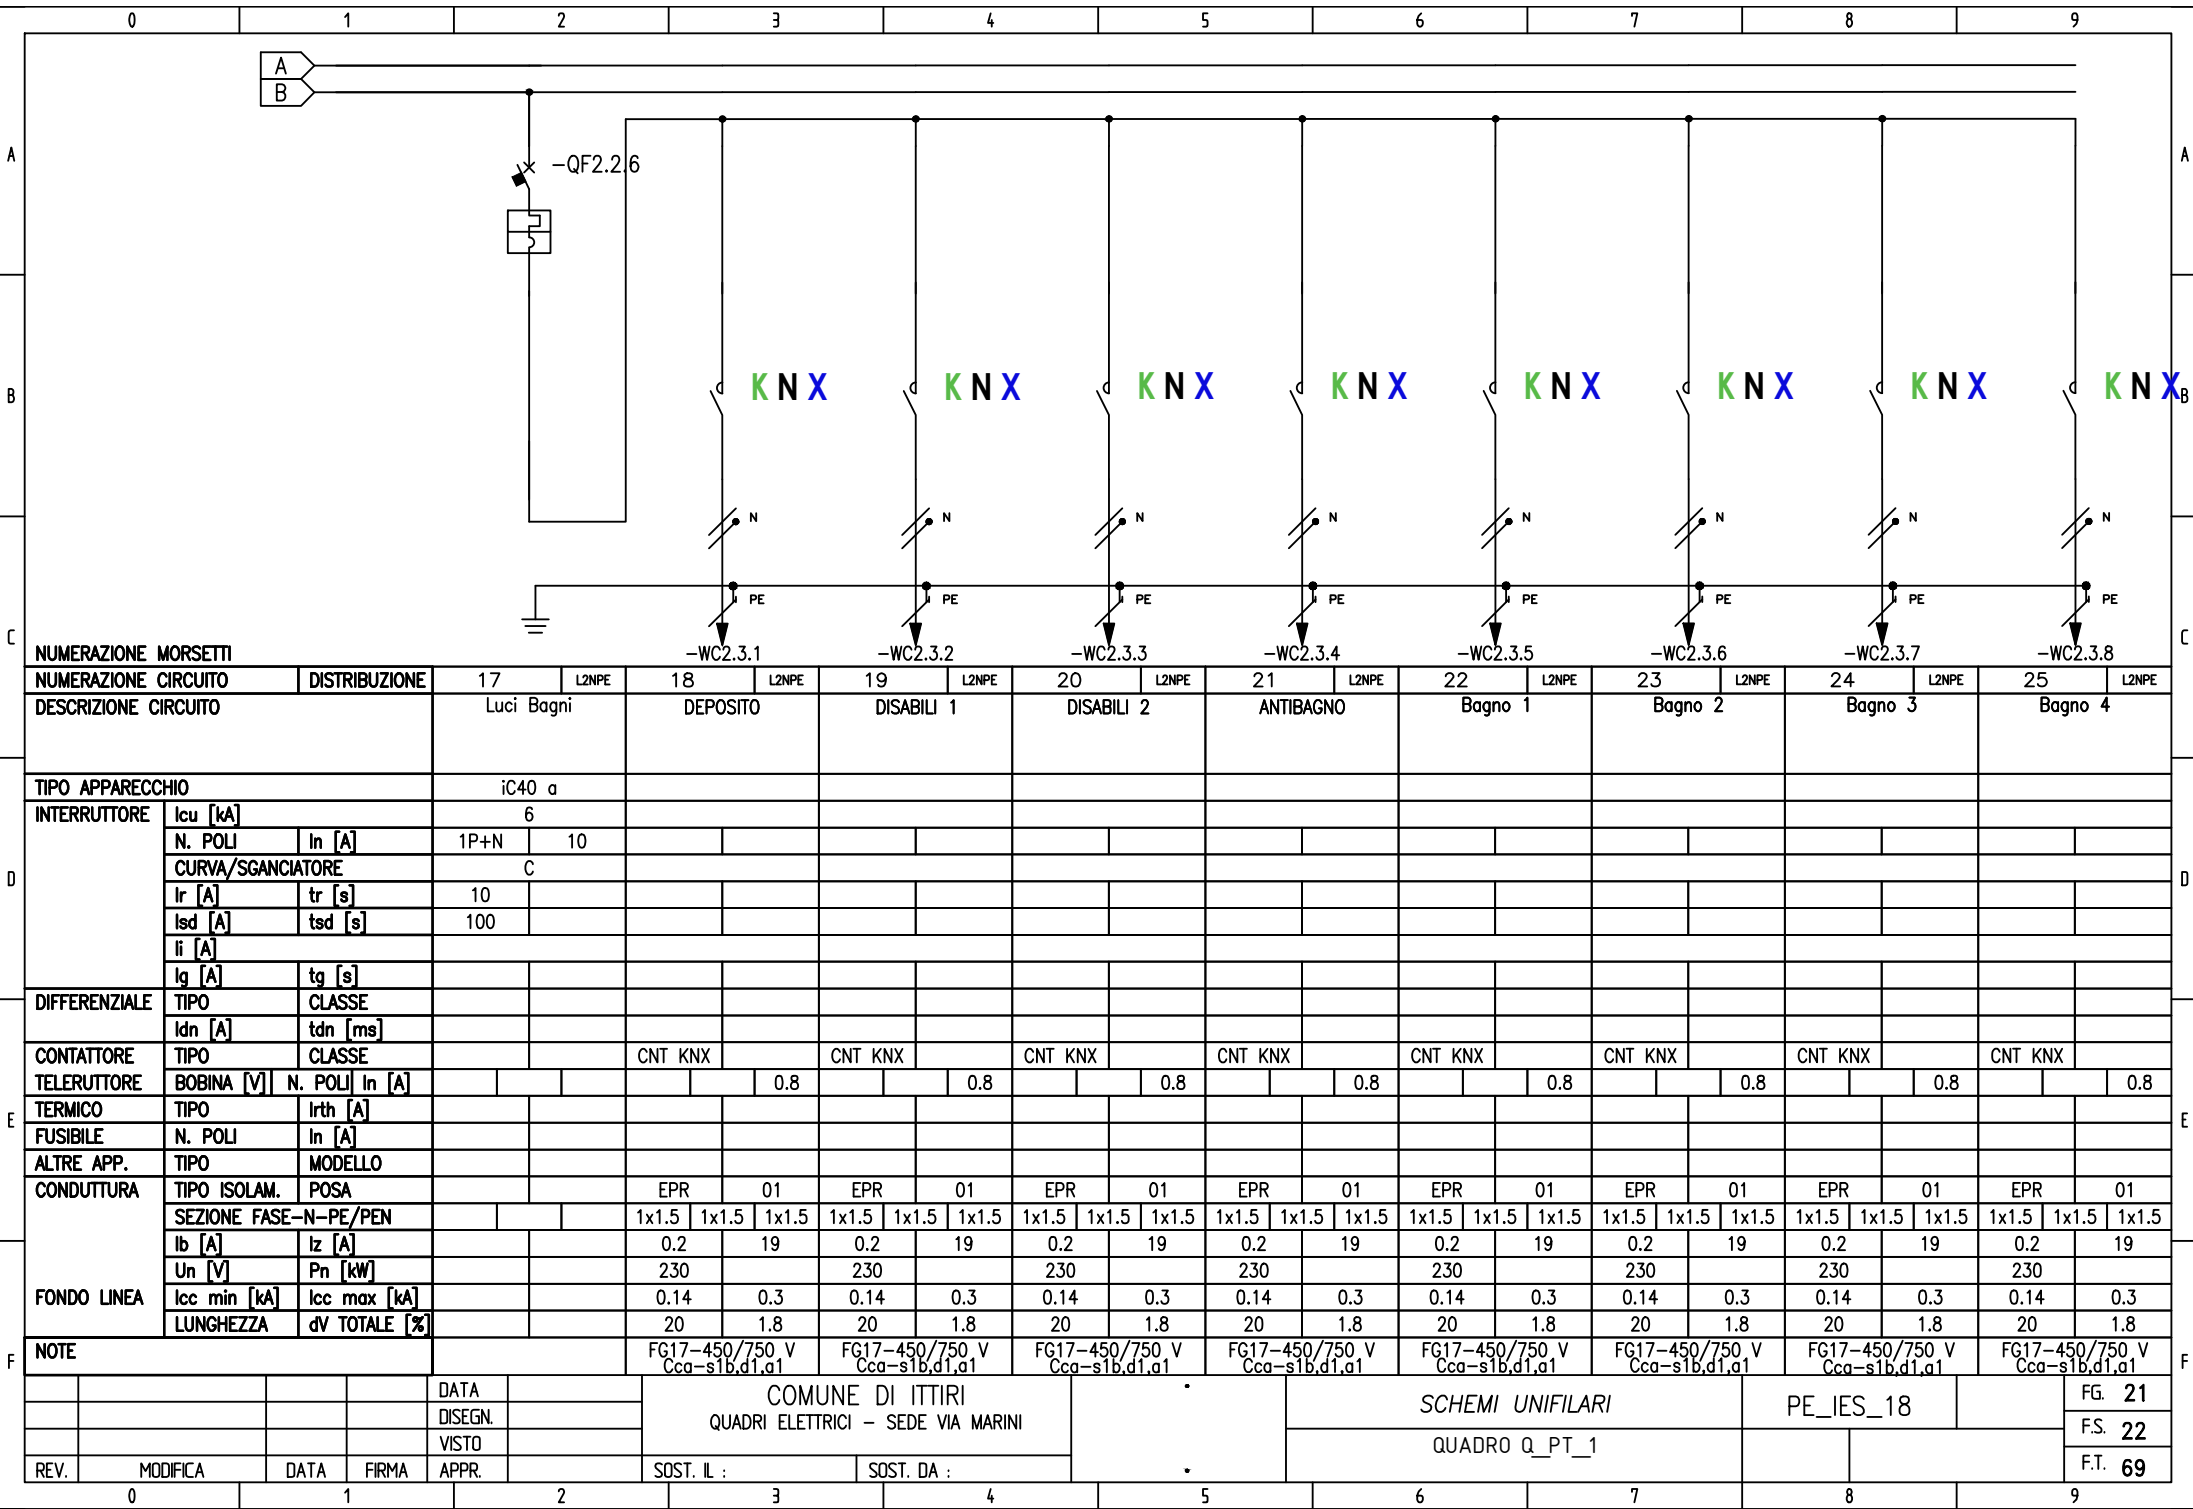 0 1 2 3 4 5 6 7 8 9
A
B
A -QF2.2.6 A
B KNX KNX KNX KNX KNX KNX KNX KNX B
N N N N N N N N
PE PE PE PE PE PE PE PE
C C
NUMERAZIONE MORSETTI -WC2.3.1 -WC2.3.2 -WC2.3.3 -WC2.3.4 -WC2.3.5 -WC2.3.6 -WC2.3.7 -WC2.3.8
NUMERAZIONE CIRCUITO DISTRIBUZIONE 17 L2NPE 18 L2NPE 19 L2NPE 20 L2NPE 21 L2NPE 22 L2NPE 23 L2NPE 24 L2NPE 25 L2NPE
DESCRIZIONE CIRCUITO Luci Bagni DEPOSITO DISABILI 1 DISABILI 2 ANTIBAGNO Bagno 1 Bagno 2 Bagno 3 Bagno 4
TIPO APPARECCHIO iC40 a
INTERRUTTORE Icu [kA] 6
N. POLI In [A] 1P+N 10
D CURVA/SGANCIATORE C D
Ir [A] tr [s] 10
Isd [A] tsd [s] 100
Ii [A]
Ig [A] tg [s]
DIFFERENZIALE TIPO CLASSE
Idn [A] tdn [ms]
CONTATTORE TIPO CLASSE CNT KNX CNT KNX CNT KNX CNT KNX CNT KNX CNT KNX CNT KNX CNT KNX
TELERUTTORE BOBINA [V] N. POLI In [A] 0.8 0.8 0.8 0.8 0.8 0.8 0.8 0.8
E TERMICO TIPO Irth [A] E
FUSIBILE N. POLI In [A]
ALTRE APP. TIPO MODELLO
CONDUTTURA TIPO ISOLAM. POSA EPR 01 EPR 01 EPR 01 EPR 01 EPR 01 EPR 01 EPR 01 EPR 01
SEZIONE FASE-N-PE/PEN 1x1.5 1x1.5 1x1.5 1x1.5 1x1.5 1x1.5 1x1.5 1x1.5 1x1.5 1x1.5 1x1.5 1x1.5 1x1.5 1x1.5 1x1.5 1x1.5 1x1.5 1x1.5 1x1.5 1x1.5 1x1.5 1x1.5 1x1.5 1x1.5
Ib [A] Iz [A] 0.2 19 0.2 19 0.2 19 0.2 19 0.2 19 0.2 19 0.2 19 0.2 19
Un [V] Pn [kW] 230 230 230 230 230 230 230 230
FONDO LINEA Icc min [kA] Icc max [kA] 0.14 0.3 0.14 0.3 0.14 0.3 0.14 0.3 0.14 0.3 0.14 0.3 0.14 0.3 0.14 0.3
LUNGHEZZA dV TOTALE [%] 20 1.8 20 1.8 20 1.8 20 1.8 20 1.8 20 1.8 20 1.8 20 1.8
F NOTE FG17-450/750 V FG17-450/750 V FG17-450/750 V FG17-450/750 V FG17-450/750 V FG17-450/750 V FG17-450/750 V FG17-450/750 V F
Cca-s1b,d1,a1 Cca-s1b,d1,a1 Cca-s1b,d1,a1 Cca-s1b,d1,a1 Cca-s1b,d1,a1 Cca-s1b,d1,a1 Cca-s1b,d1,a1 Cca-s1b,d1,a1
DATA COMUNE DI ITTIRI SCHEMI UNIFILARI PE_IES_18 FG. 21
DISEGN. QUADRI ELETTRICI - SEDE VIA MARINI F.S. 22
VISTO QUADRO Q_PT_1
REV. MODIFICA DATA FIRMA APPR. SOST. IL : SOST. DA : F.T. 69
0 1 2 3 4 5 6 7 8 9